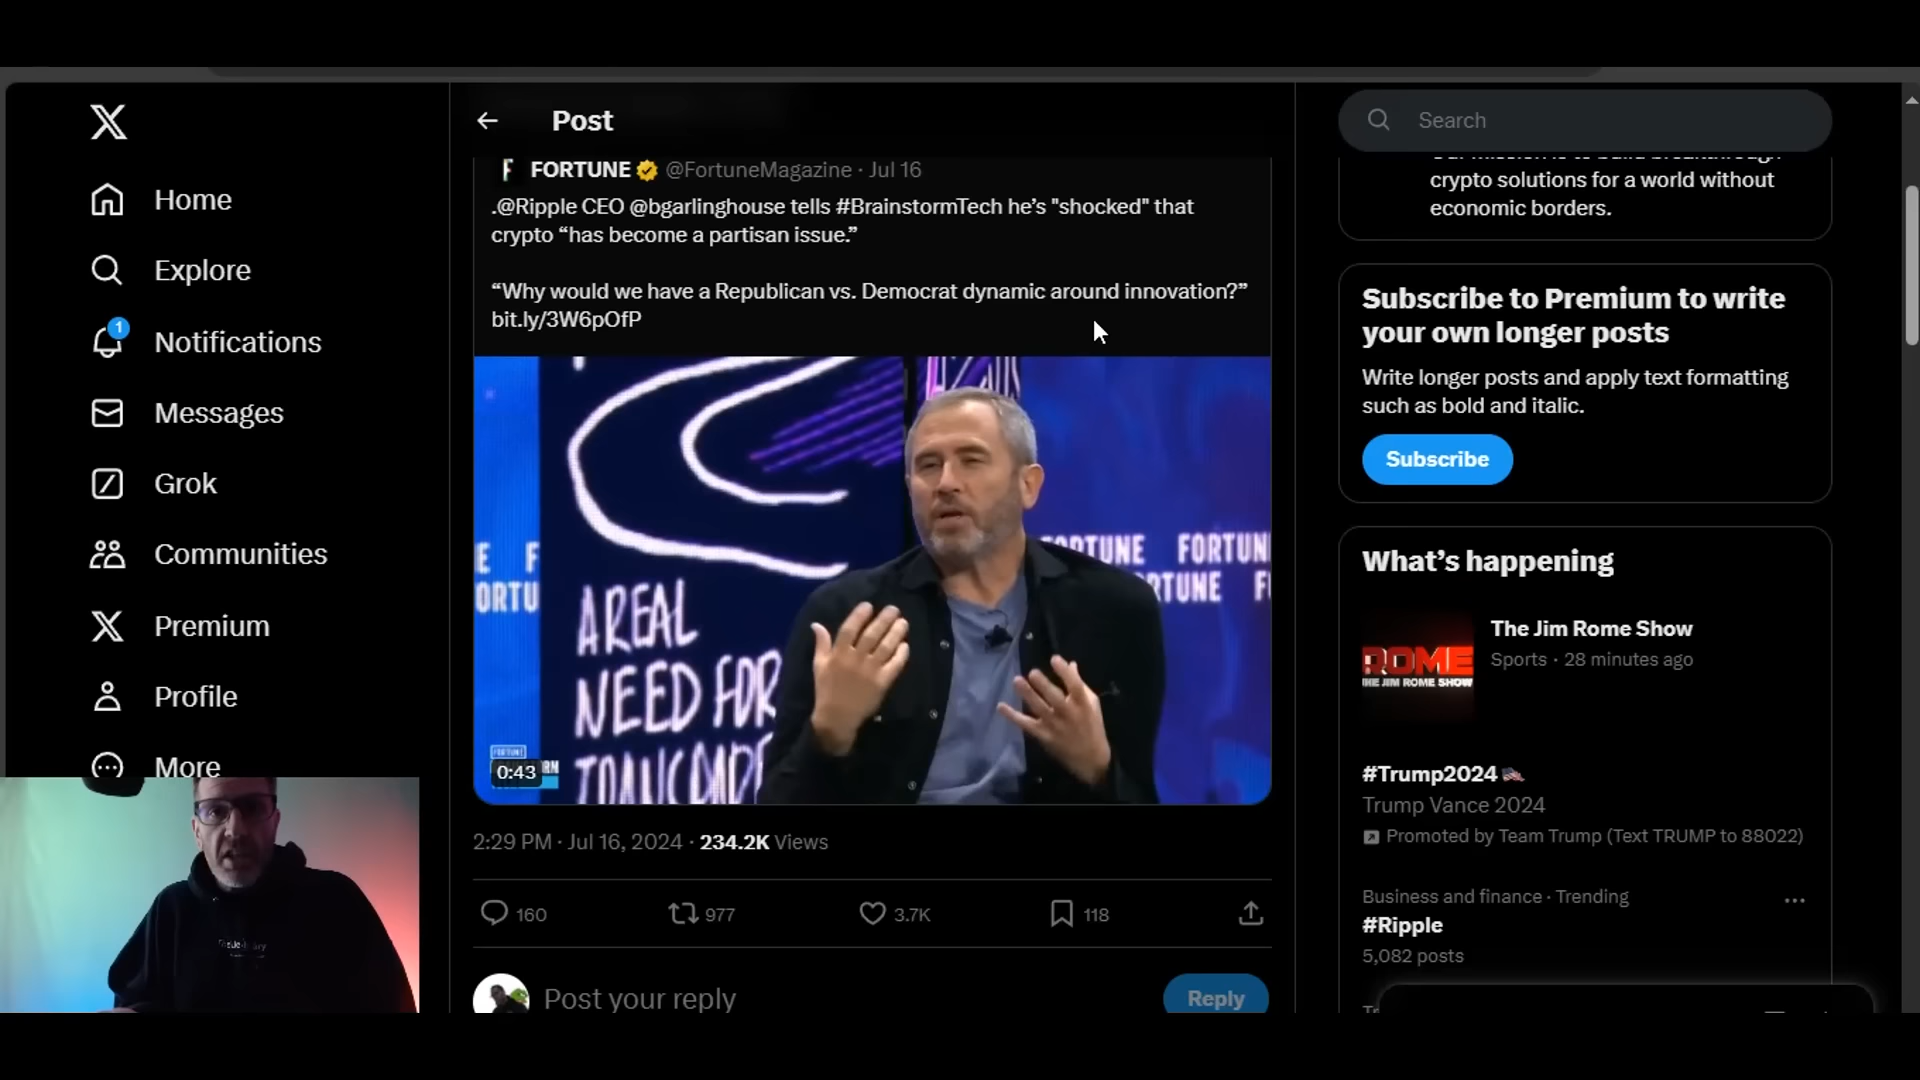 Post
Search
FORTUNE @FortuneMagazine · Jul 16
.@Ripple CEO @bgarlinghouse tells #BrainstormTech he's "shocked" that
crypto “has become a partisan issue.”
“Why would we have a Republican vs. Democrat dynamic around innovation?”
bit.ly/3W6pOfP
A REAL
NEED FOR
FORTUNE
FORTUNE
0:43
2:29 PM · Jul 16, 2024 · 234.2K Views
160
977
3.7K
118
Post your reply
Reply
Home
Explore
1
Notifications
Messages
Grok
Communities
Premium
Profile
More
crypto solutions for a world without
economic borders.
Subscribe to Premium to write
your own longer posts
Write longer posts and apply text formatting
such as bold and italic.
Subscribe
What’s happening
The Jim Rome Show
Sports · 28 minutes ago
ROME
THE JIM ROME SHOW
#Trump2024
Trump Vance 2024
Promoted by Team Trump (Text TRUMP to 88022)
Business and finance · Trending
#Ripple
5,082 posts